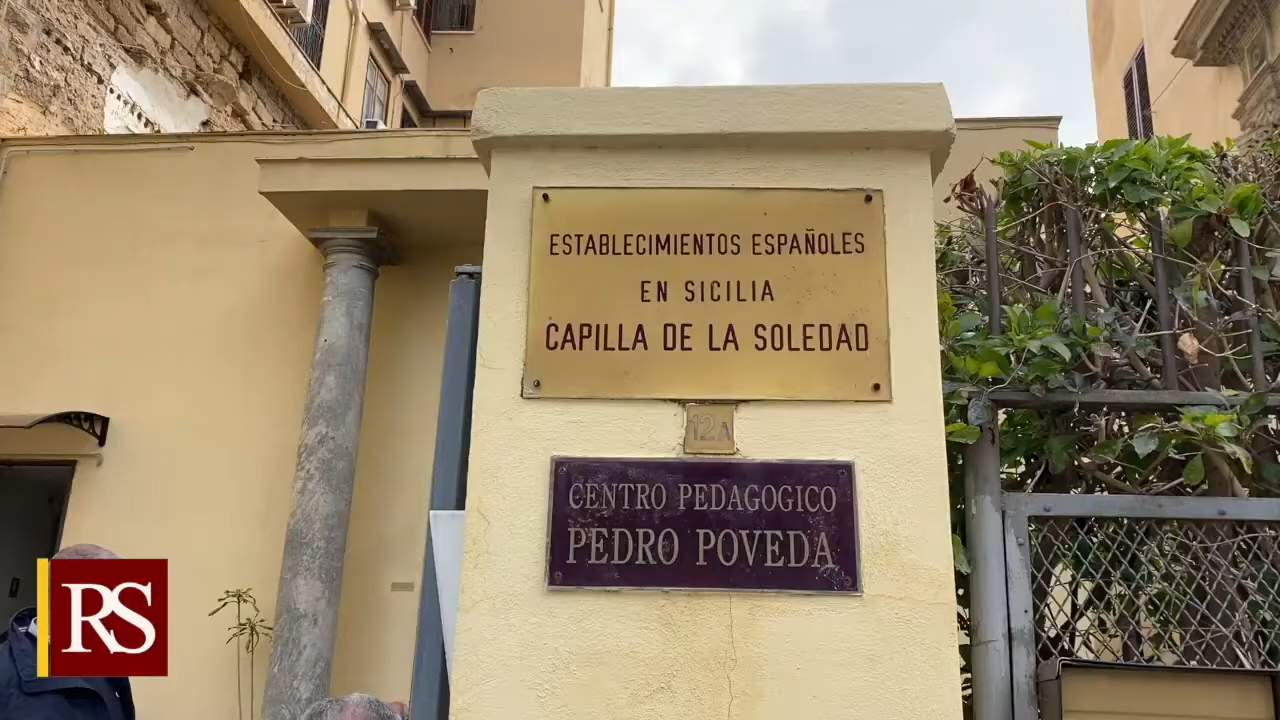 ESTABLECIMIENTOS ESPAÑOLES
EN SICILIA
CAPILLA DE LA SOLEDAD
12A
CENTRO PEDAGOGICO
PEDRO POVEDA
RS